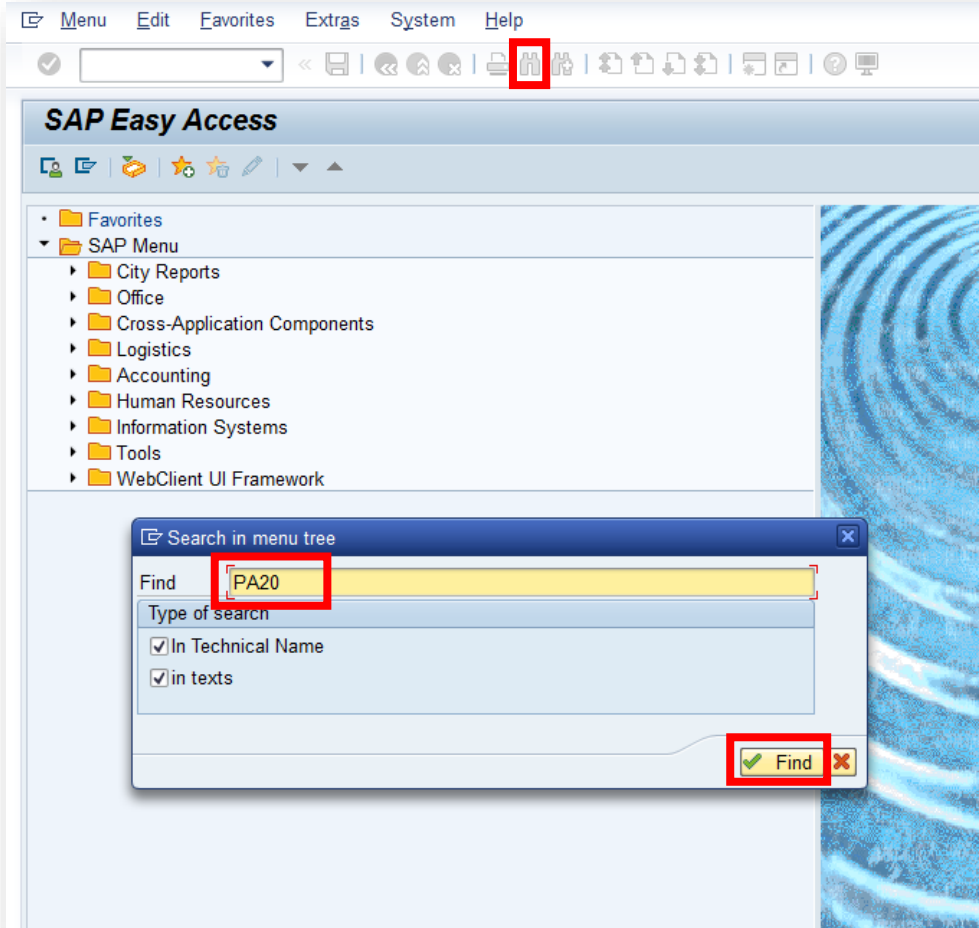 Menu Edit Favorites Extras System Help
SAP Easy Access
Favorites
SAP Menu
City Reports
Office
Cross-Application Components
Logistics
Accounting
Human Resources
Information Systems
Tools
WebClient UI Framework
Search in menu tree
Find PA20
Type of search
In Technical Name
in texts
Find